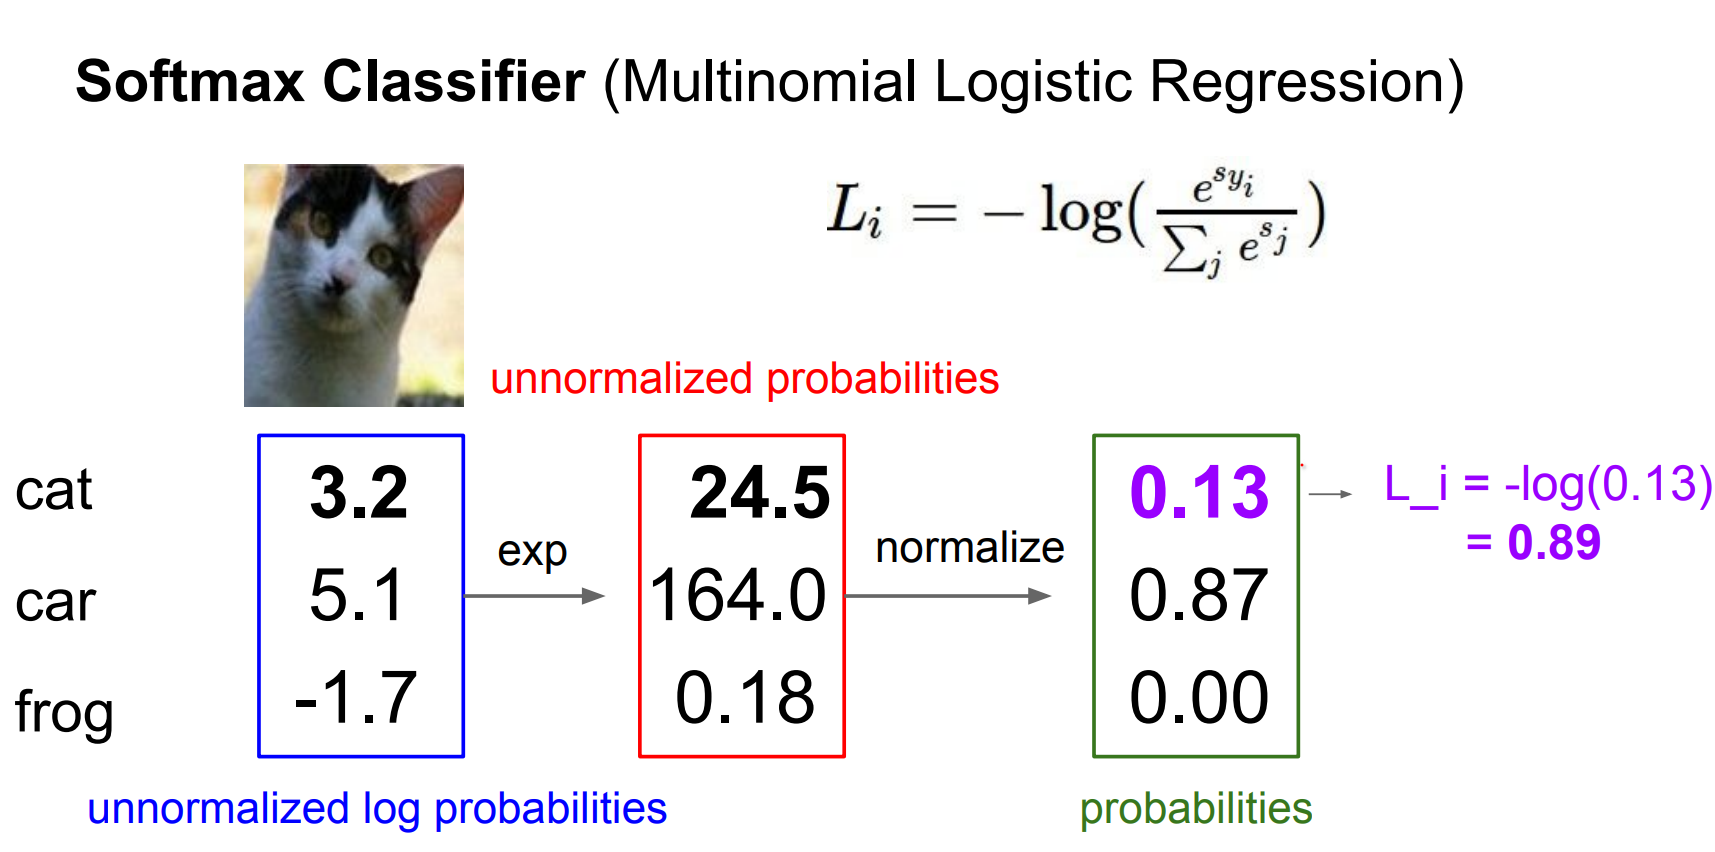 Softmax Classifier (Multinomial Logistic Regression)
L_i = - log( e^{s_{y_i}} / ∑_j e^{s_j} )
unnormalized probabilities
cat 3.2 24.5 0.13 L_i = -log(0.13)
= 0.89
exp normalize
car 5.1 164.0 0.87
frog -1.7 0.18 0.00
unnormalized log probabilities probabilities